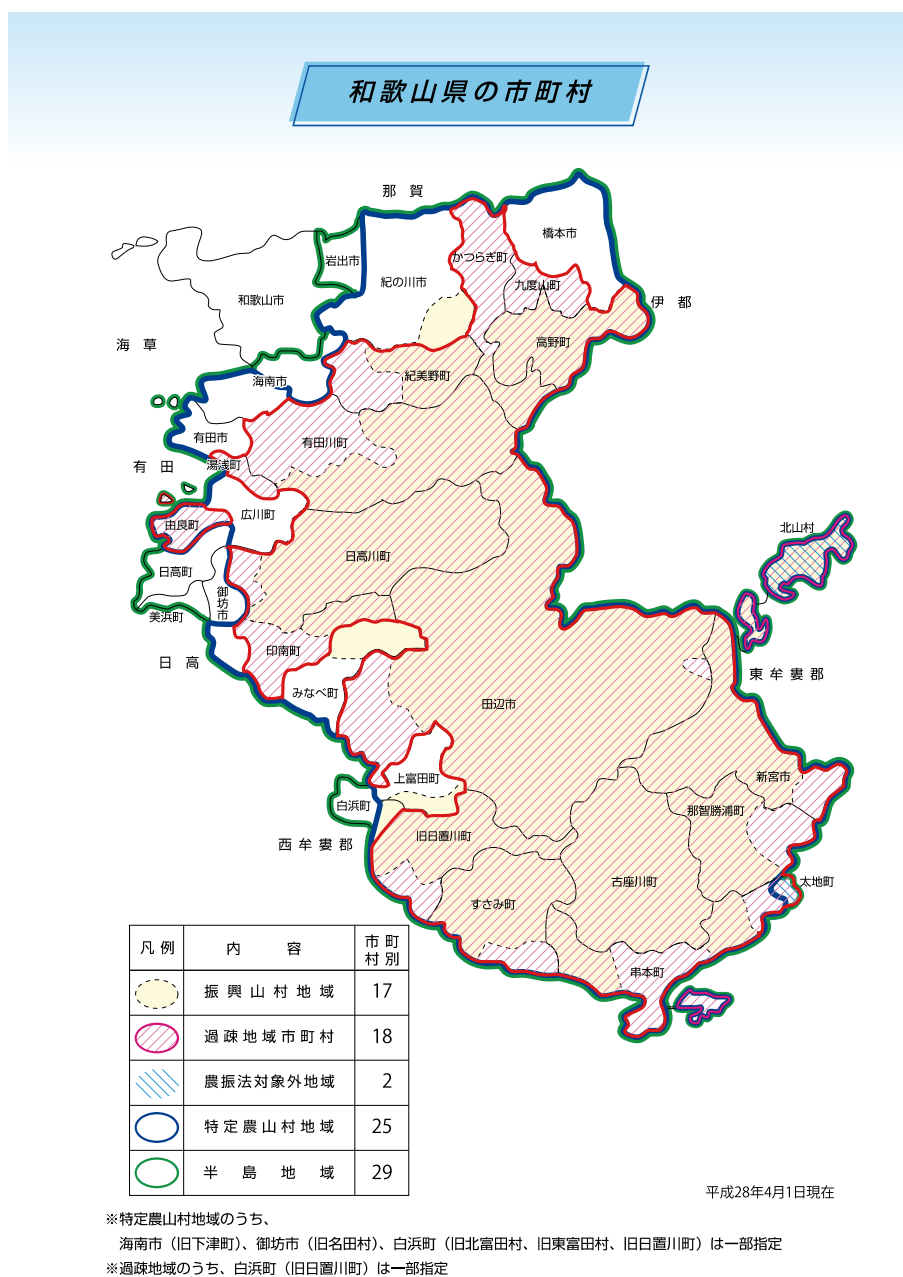 和歌山県の市町村
那賀
橋本市
かつらぎ町
岩出市
紀の川市
九度山町
和歌山市
伊都
海草
高野町
紀美野町
海南市
有田市
有田川町
有田
湯浅町
広川町
由良町
北山村
日高川町
日高町
御坊市
美浜町
印南町
日高
東牟婁郡
みなべ町
田辺市
上富田町
新宮市
白浜町
那智勝浦町
旧日置川町
西牟婁郡
古座川町
太地町
すさみ町
串本町
凡例 内容 市町村別
振興山村地域 17
過疎地域市町村 18
農振法対象外地域 2
特定農山村地域 25
半島地域 29
平成28年4月1日現在
※特定農山村地域のうち、
海南市（旧下津町）、御坊市（旧名田村）、白浜町（旧北富田村、旧東富田村、旧日置川町）は一部指定
※過疎地域のうち、白浜町（旧日置川町）は一部指定